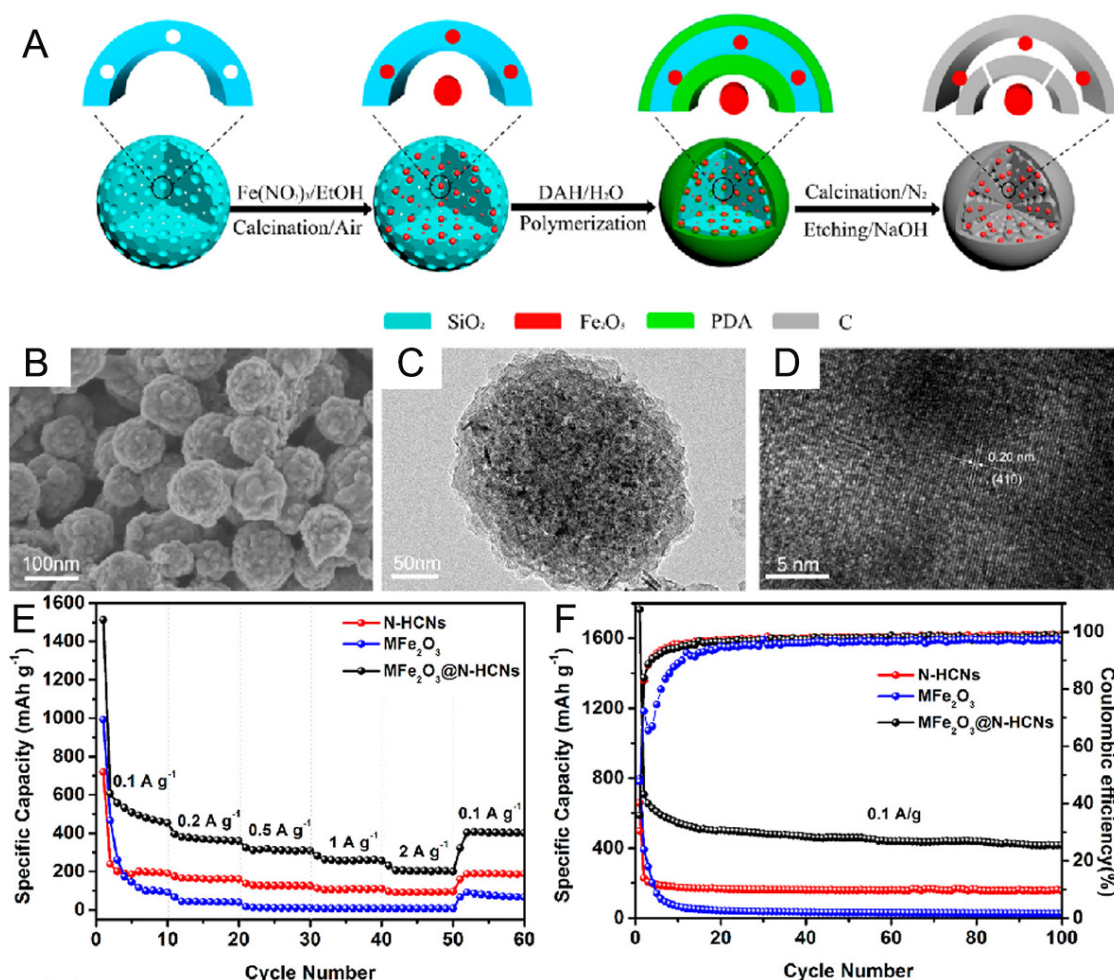 A
Fe(NO₃)₃/EtOH
Calcination/Air
DAH/H₂O
Polymerization
Calcination/N₂
Etching/NaOH
SiO₂ Fe₂O₃ PDA C
B
100nm
C
50nm
D
0.20 nm
(410)
5 nm
E
1600
1400
1200
1000
800
600
400
200
0
Specific Capacity (mAh g⁻¹)
N-HCNs
MFe₂O₃
MFe₂O₃@N-HCNs
0.1 A g⁻¹
0.2 A g⁻¹
0.5 A g⁻¹
1 A g⁻¹
2 A g⁻¹
0.1 A g⁻¹
0 10 20 30 40 50 60
Cycle Number
F
1600
1200
800
400
0
Specific Capacity (mAh g⁻¹)
N-HCNs
MFe₂O₃
MFe₂O₃@N-HCNs
0.1 A/g
100
80
60
40
20
0
Coulombic efficiency(%)
0 20 40 60 80 100
Cycle Number